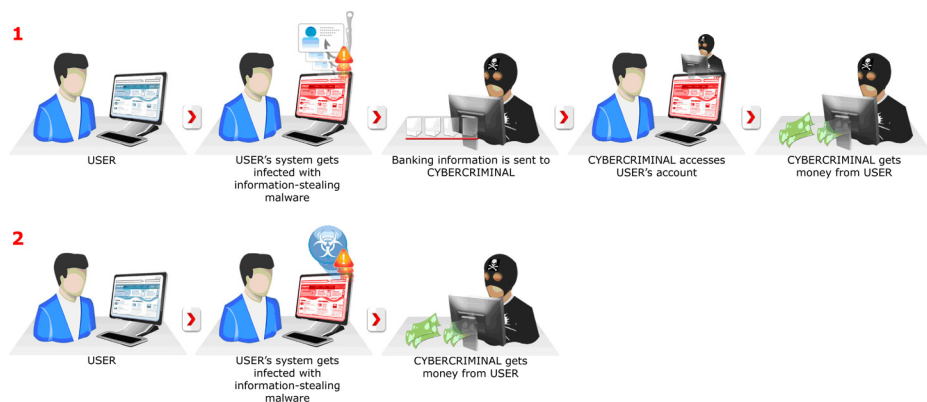 1
USER
USER's system gets
infected with
information-stealing
malware
Banking information is sent to
CYBERCRIMINAL
CYBERCRIMINAL accesses
USER's account
CYBERCRIMINAL gets
money from USER
2
USER
USER's system gets
infected with
information-stealing
malware
CYBERCRIMINAL gets
money from USER